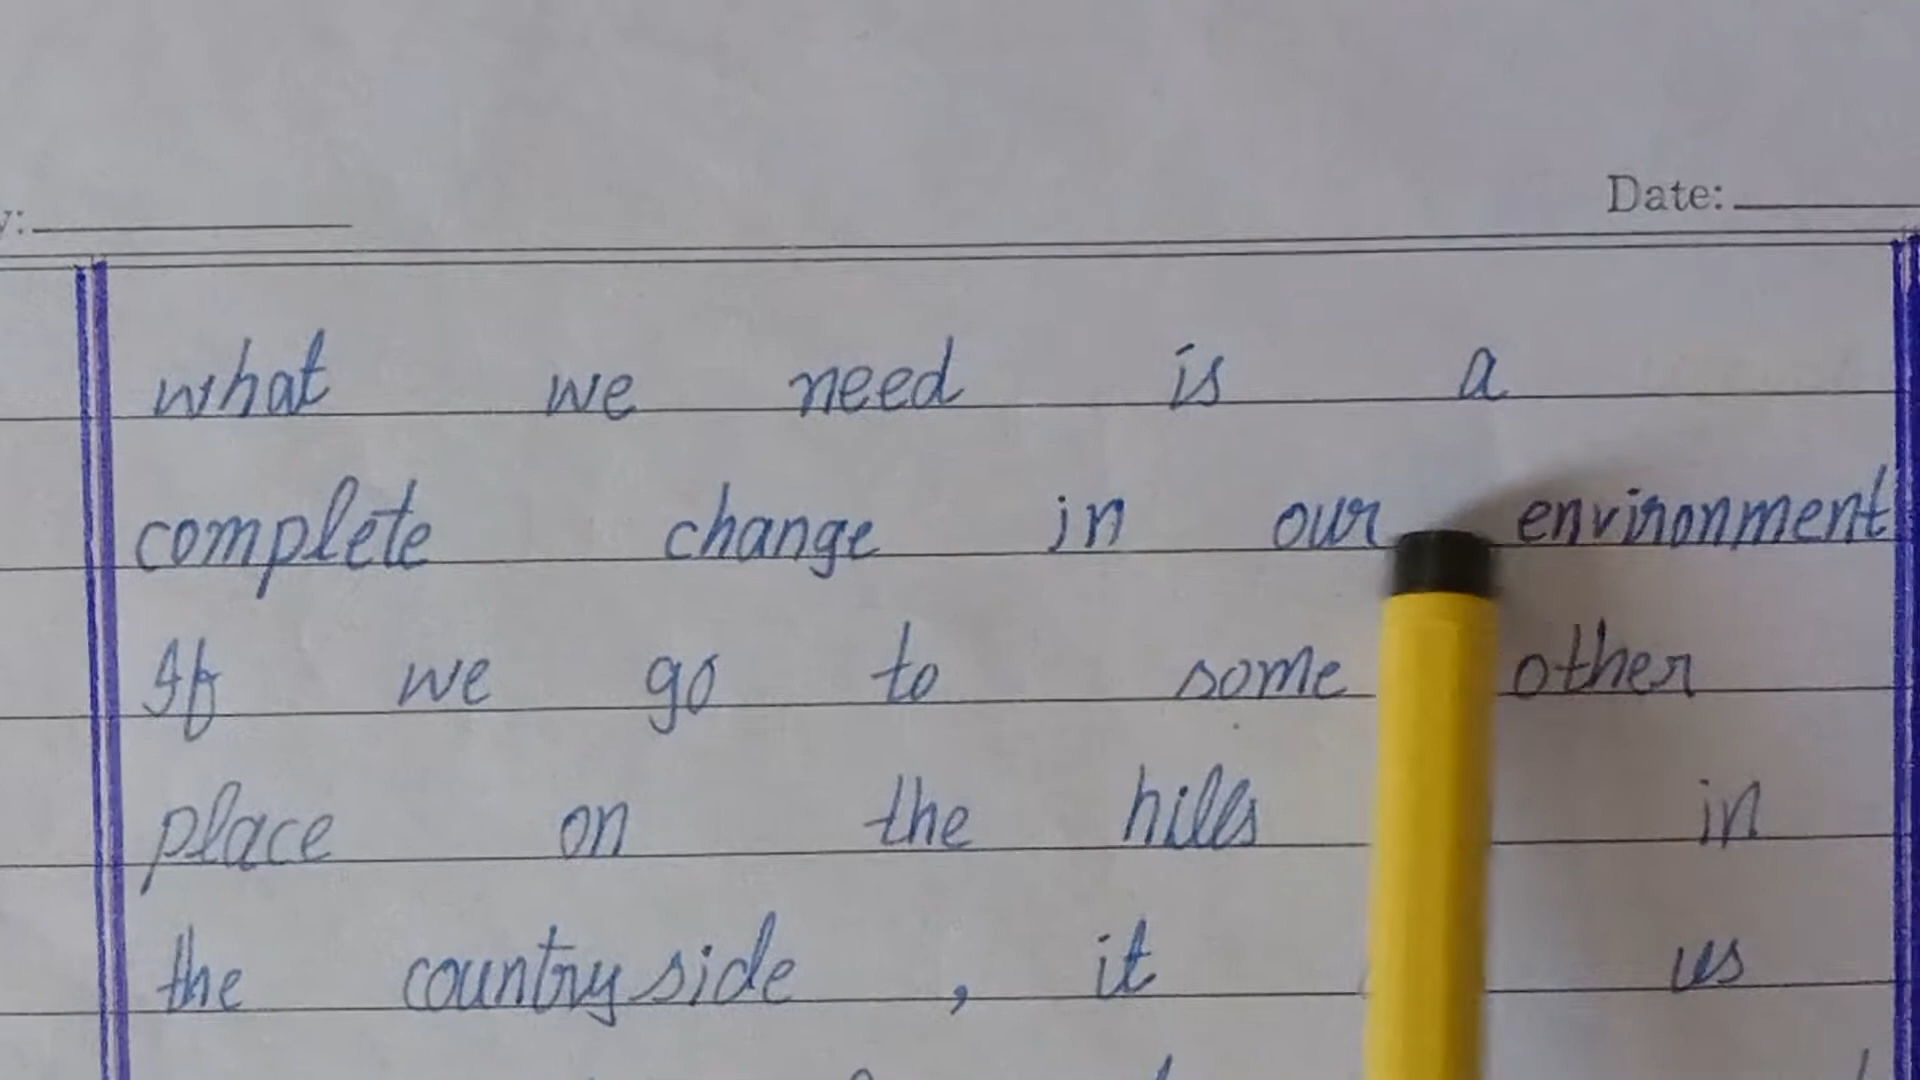 Date:
what we need is a
complete change in our environment
If we go to some other
place on the hills in
the countryside , it us